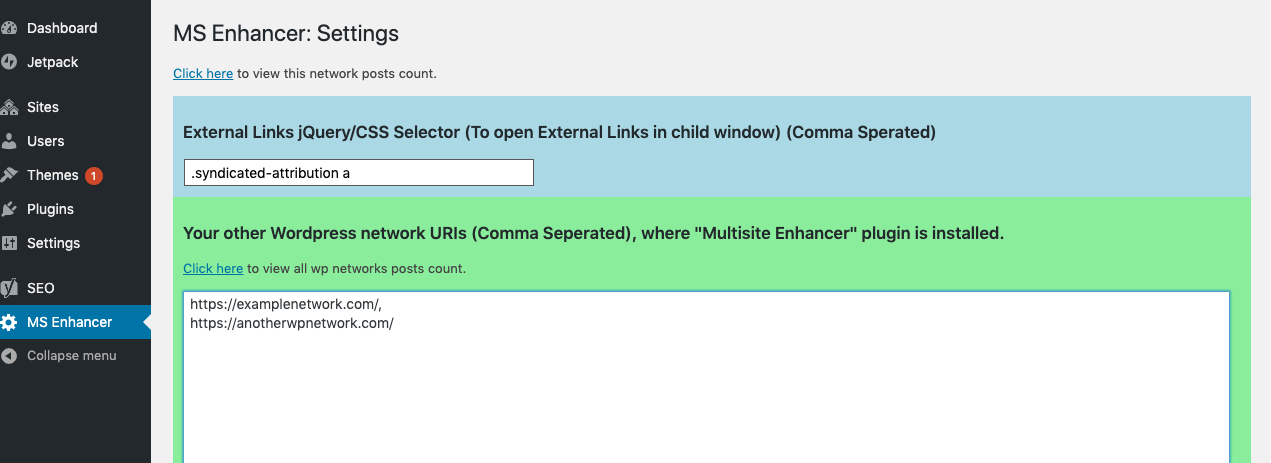 Dashboard
Jetpack
Sites
Users
Themes 1
Plugins
Settings
SEO
MS Enhancer
Collapse menu
MS Enhancer: Settings
Click here to view this network posts count.
External Links jQuery/CSS Selector (To open External Links in child window) (Comma Sperated)
.syndicated-attribution a
Your other Wordpress network URIs (Comma Seperated), where "Multisite Enhancer" plugin is installed.
Click here to view all wp networks posts count.
https://examplenetwork.com/,
https://anotherwpnetwork.com/